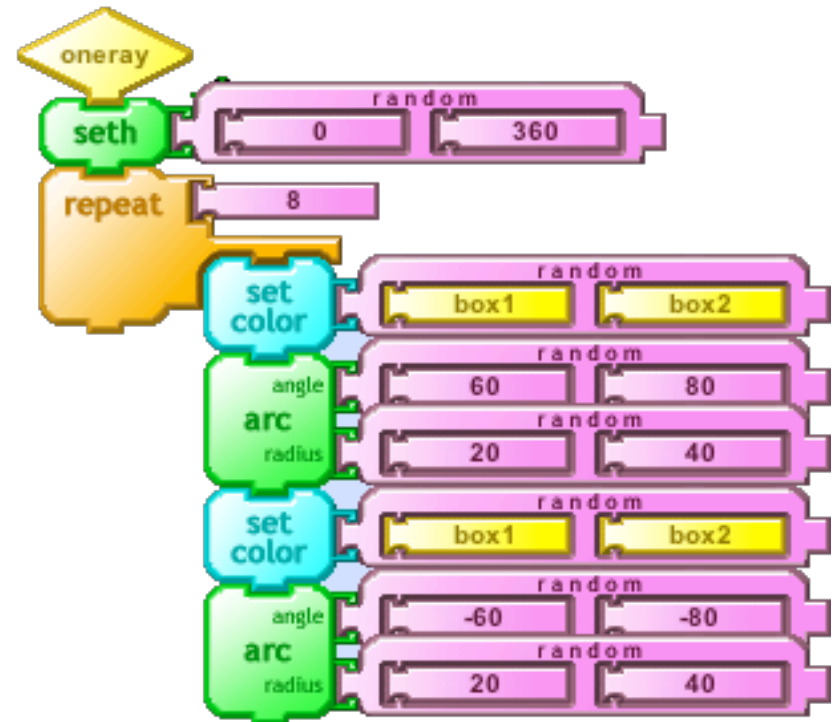 oneray
random
seth 0 360
repeat 8
random
set color box1 box2
random
angle 60 80
arc
random
radius 20 40
random
set color box1 box2
random
angle -60 -80
arc
random
radius 20 40